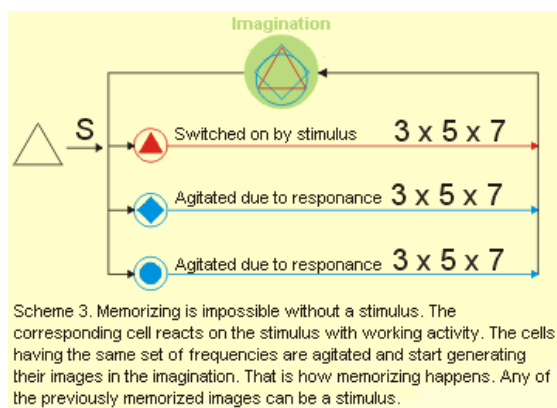 Imagination
S
Switched on by stimulus 3 x 5 x 7
Agitated due to responance 3 x 5 x 7
Agitated due to responance 3 x 5 x 7
Scheme 3. Memorizing is impossible without a stimulus. The
corresponding cell reacts on the stimulus with working activity. The cells
having the same set of frequencies are agitated and start generating
their images in the imagination. That is how memorizing happens. Any of
the previously memorized images can be a stimulus.